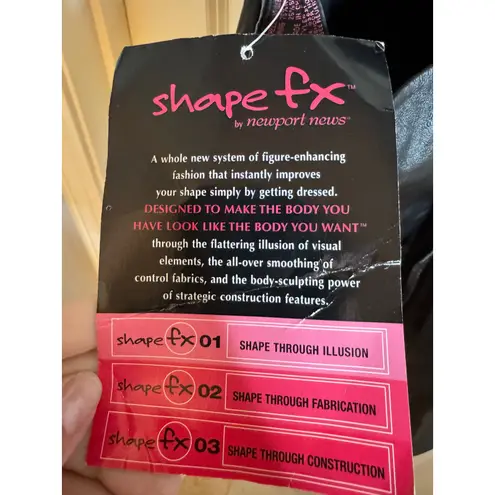 shape fx™
by newport news™
A whole new system of figure-enhancing
fashion that instantly improves
your shape simply by getting dressed.
DESIGNED TO MAKE THE BODY YOU
HAVE LOOK LIKE THE BODY YOU WANT™
through the flattering illusion of visual
elements, the all-over smoothing of
control fabrics, and the body-sculpting power
of strategic construction features.
shape fx 01 SHAPE THROUGH ILLUSION
shape fx 02 SHAPE THROUGH FABRICATION
shape fx 03 SHAPE THROUGH CONSTRUCTION